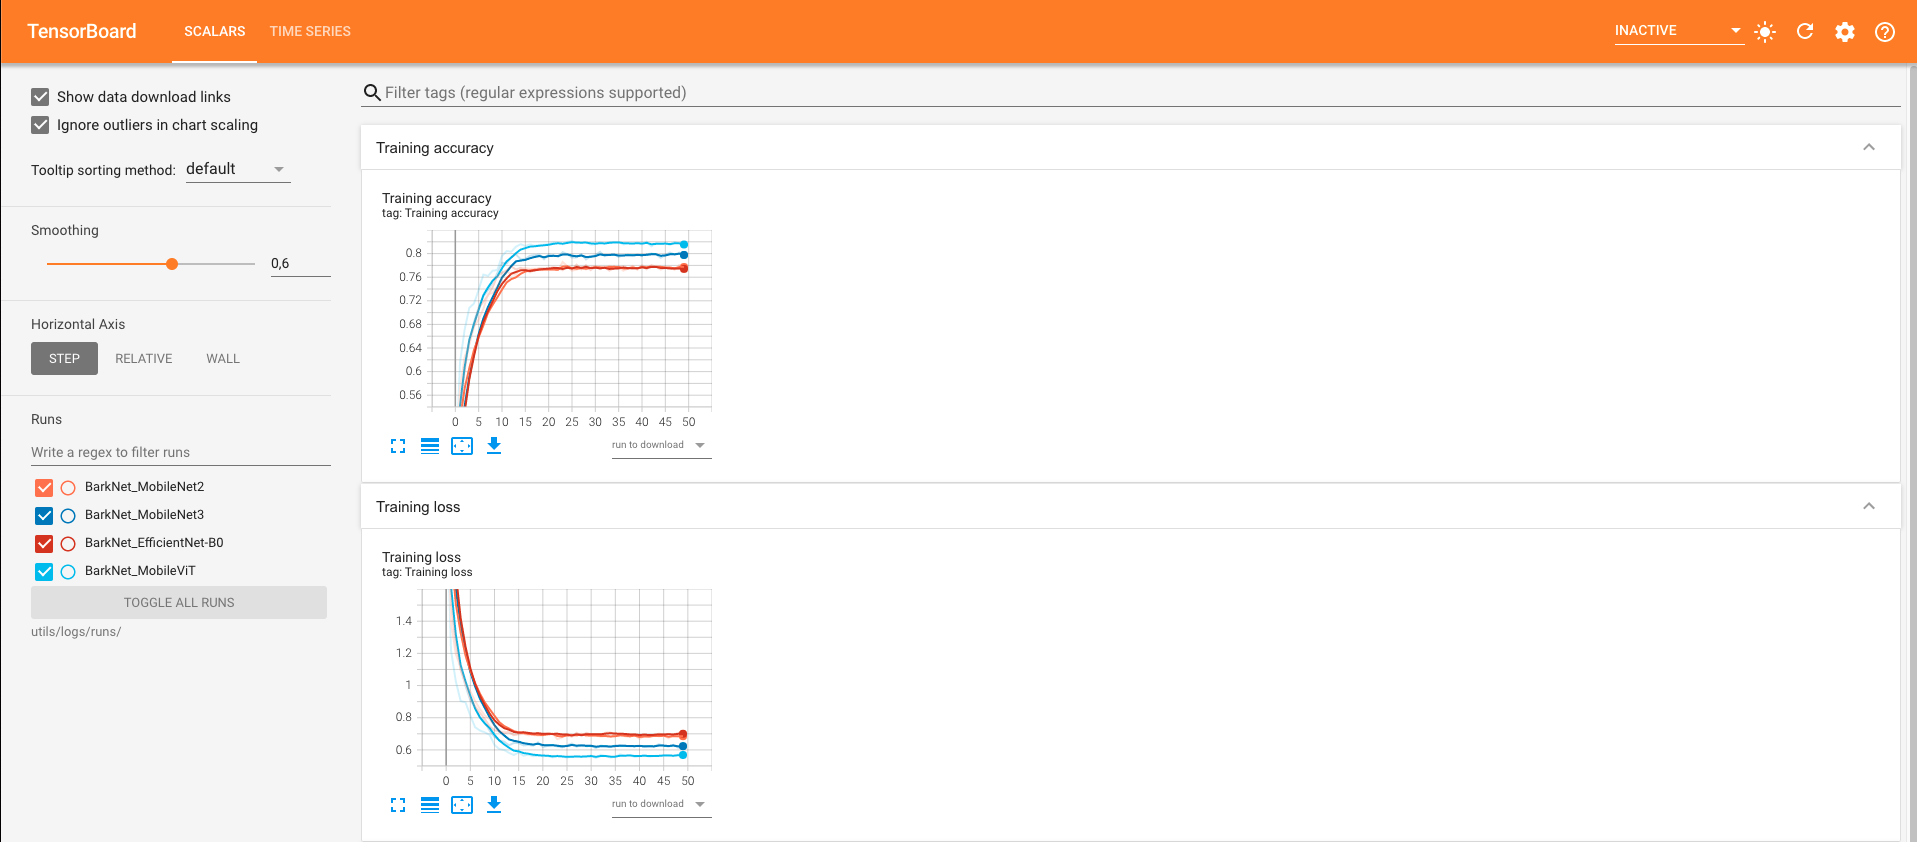 TensorBoard
SCALARS
TIME SERIES
INACTIVE
Show data download links
Ignore outliers in chart scaling
Tooltip sorting method: default
Smoothing
0,6
Horizontal Axis
STEP
RELATIVE
WALL
Runs
Write a regex to filter runs
BarkNet_MobileNet2
BarkNet_MobileNet3
BarkNet_EfficientNet-B0
BarkNet_MobileViT
TOGGLE ALL RUNS
utils/logs/runs/
Filter tags (regular expressions supported)
Training accuracy
Training accuracy
tag: Training accuracy
0.8
0.76
0.72
0.68
0.64
0.6
0.56
0 5 10 15 20 25 30 35 40 45 50
run to download
Training loss
Training loss
tag: Training loss
1.4
1.2
1
0.8
0.6
0 5 10 15 20 25 30 35 40 45 50
run to download